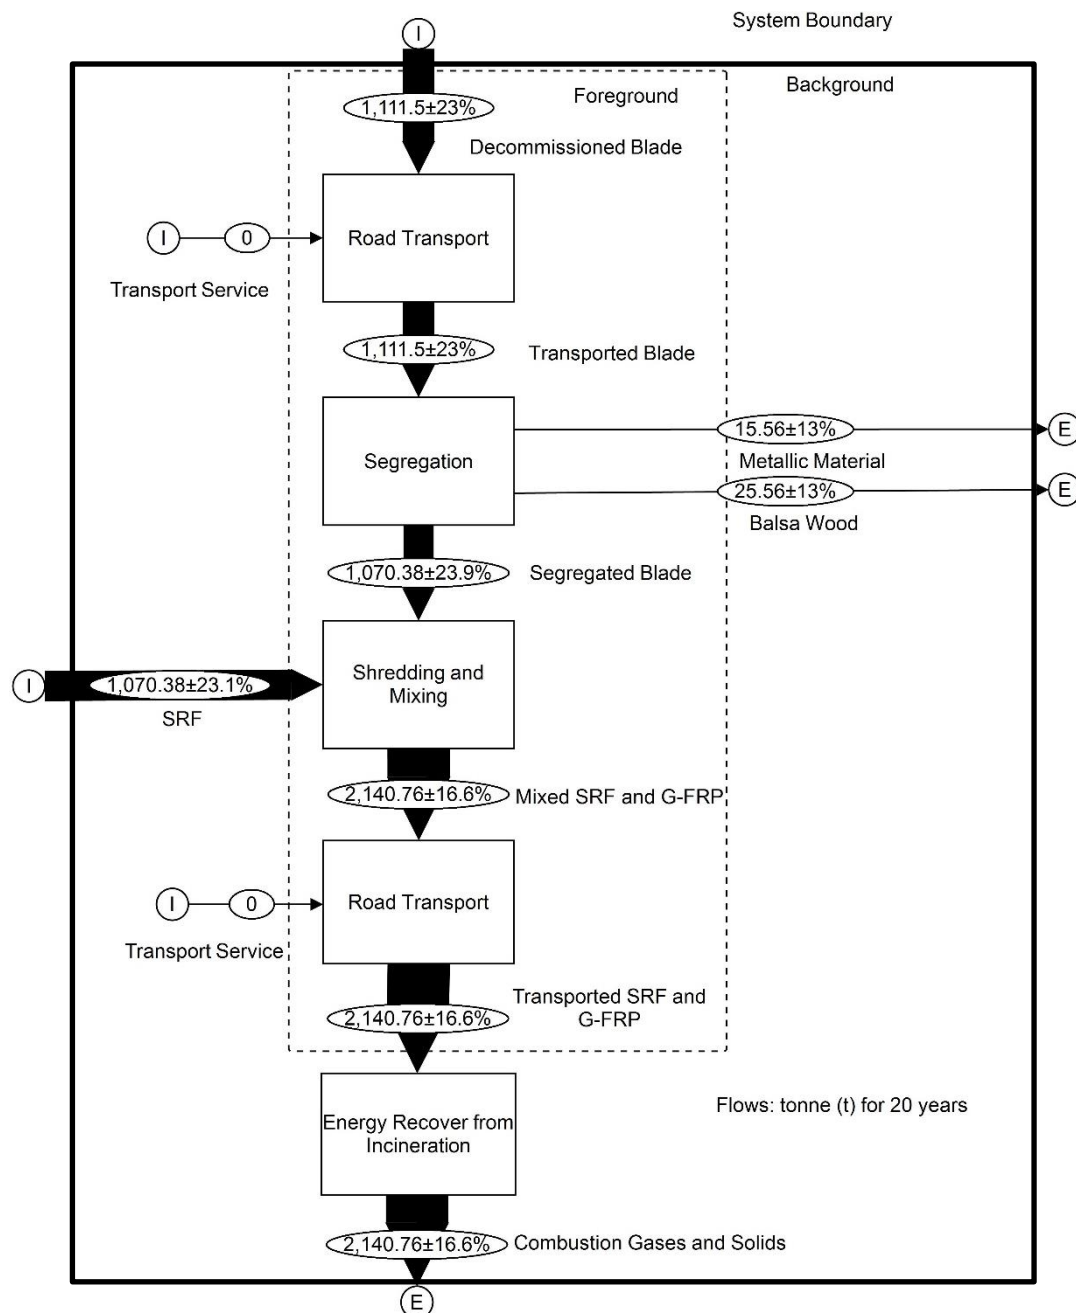 System Boundary
I
Background
Foreground
1,111.5±23%
Decommissioned Blade
Road Transport
I
0
Transport Service
1,111.5±23%
Transported Blade
Segregation
15.56±13%
E
Metallic Material
25.56±13%
E
Balsa Wood
1,070.38±23.9%
Segregated Blade
Shredding and
Mixing
I
1,070.38±23.1%
SRF
2,140.76±16.6%
Mixed SRF and G-FRP
Road Transport
I
0
Transport Service
Transported SRF and
G-FRP
2,140.76±16.6%
Energy Recover from
Incineration
Flows: tonne (t) for 20 years
2,140.76±16.6%
Combustion Gases and Solids
E